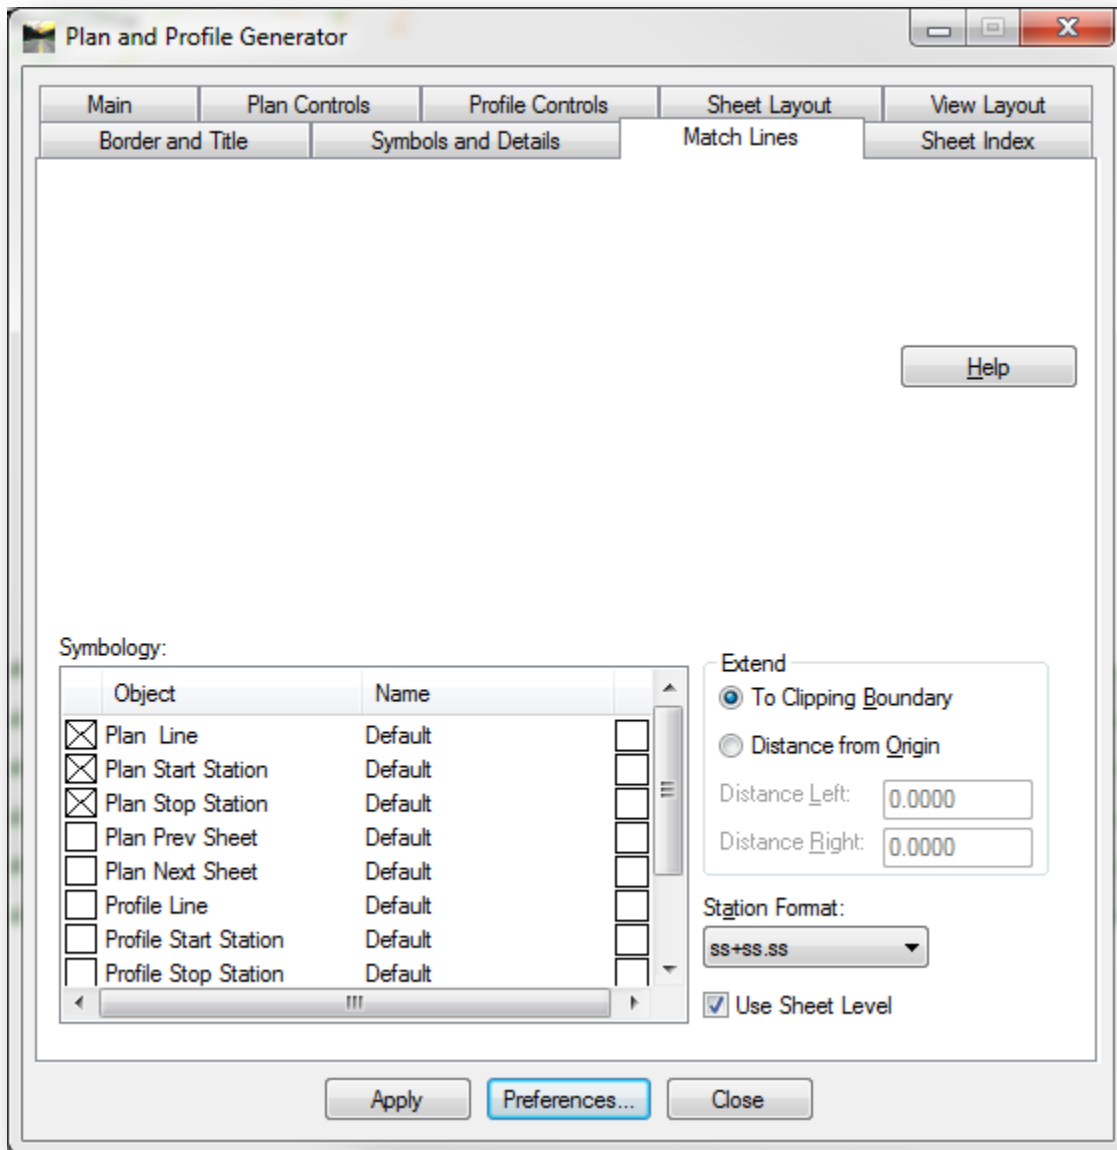 Plan and Profile Generator
Main Plan Controls Profile Controls Sheet Layout View Layout
Border and Title Symbols and Details Match Lines Sheet Index
Help
Symbology:
Object Name
Plan Line Default
Plan Start Station Default
Plan Stop Station Default
Plan Prev Sheet Default
Plan Next Sheet Default
Profile Line Default
Profile Start Station Default
Profile Stop Station Default
Extend
To Clipping Boundary
Distance from Origin
Distance Left: 0.0000
Distance Right: 0.0000
Station Format:
ss+ss.ss
Use Sheet Level
Apply Preferences... Close